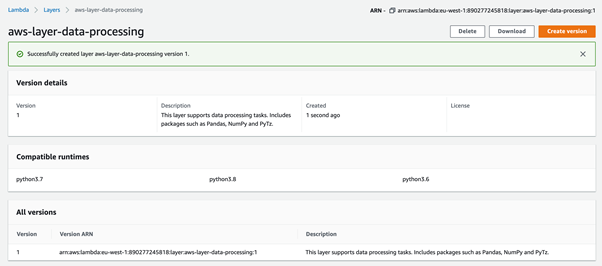 Lambda > Layers > aws-layer-data-processing
ARN - arn:aws:lambda:eu-west-1:890277245818:layer:aws-layer-data-processing:1
aws-layer-data-processing
Delete Download Create version
Successfully created layer aws-layer-data-processing version 1.
Version details
Version Description Created License
1 This layer supports data processing tasks. Includes 1 second ago
packages such as Pandas, NumPy and PyTz.
Compatible runtimes
python3.7 python3.8 python3.6
All versions
Version Version ARN Description
1 arn:aws:lambda:eu-west-1:890277245818:layer:aws-layer-data-processing:1 This layer supports data processing tasks. Includes packages such as Pandas, NumPy and PyTz.